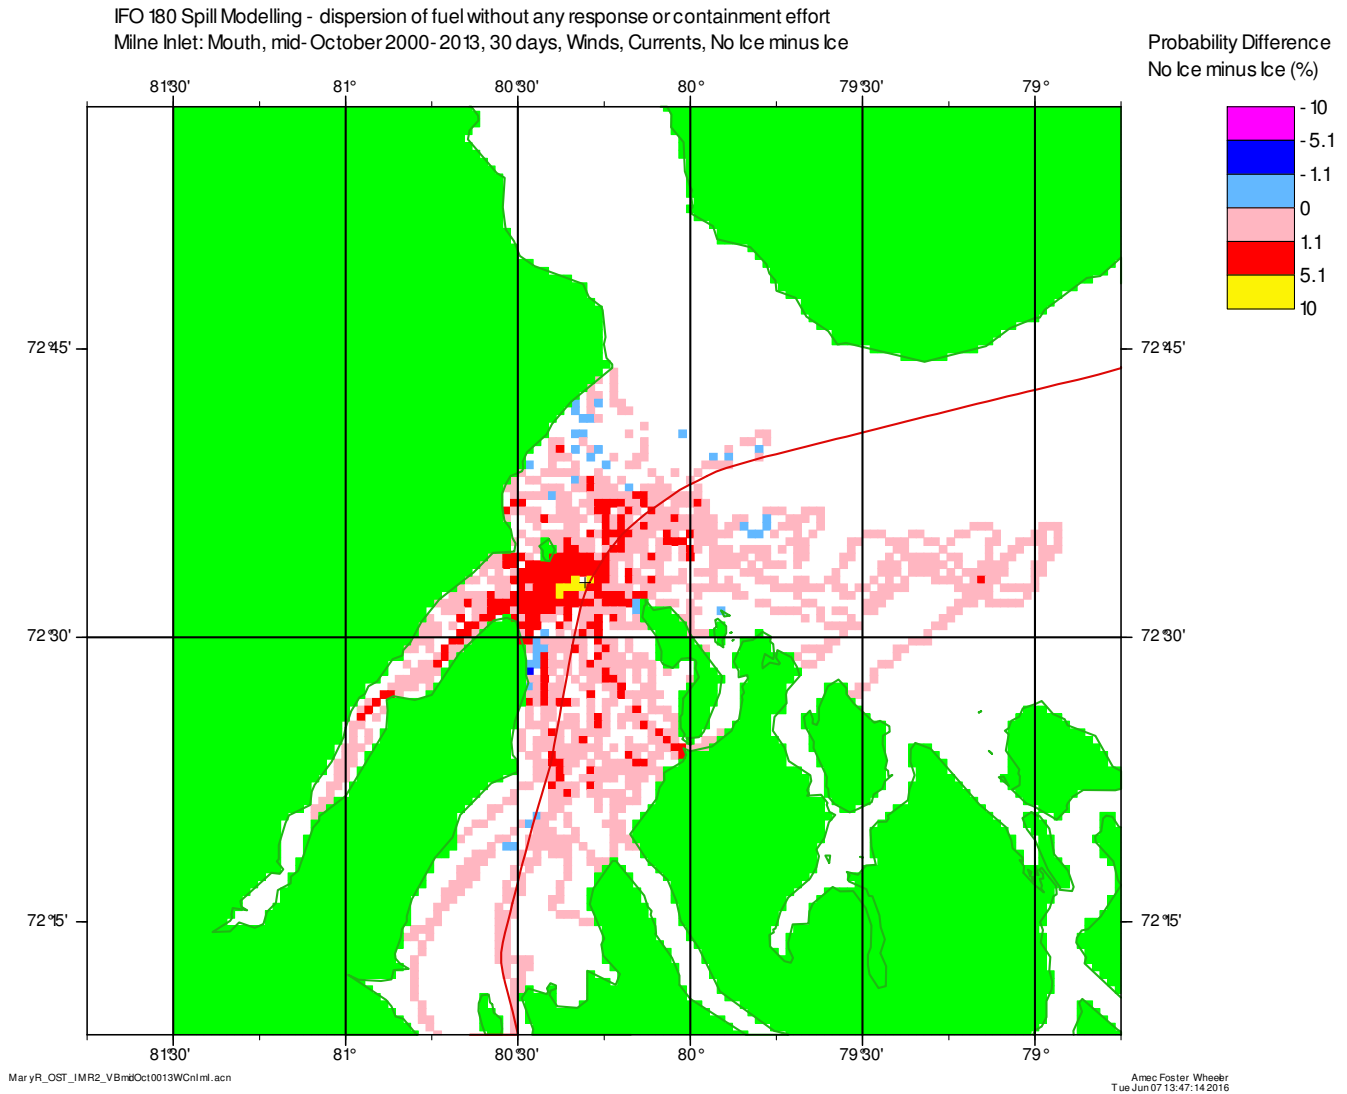 IFO 180 Spill Modelling - dispersion of fuel without any response or containment effort
Milne Inlet: Mouth, mid-October 2000-2013, 30 days, Winds, Currents, No Ice minus Ice
Probability Difference
No Ice minus Ice (%)
81°30' 81° 80°30' 80° 79°30' 79°
-10
-5.1
-1.1
0
1.1
5.1
10
72°45' 72°45'
72°30' 72°30'
72°15' 72°15'
81°30' 81° 80°30' 80° 79°30' 79°
MaryR_OST_IMR2_VBmidOct0013WCnImI.acn
Amec Foster Wheeler
Tue Jun 07 13:47:14 2016